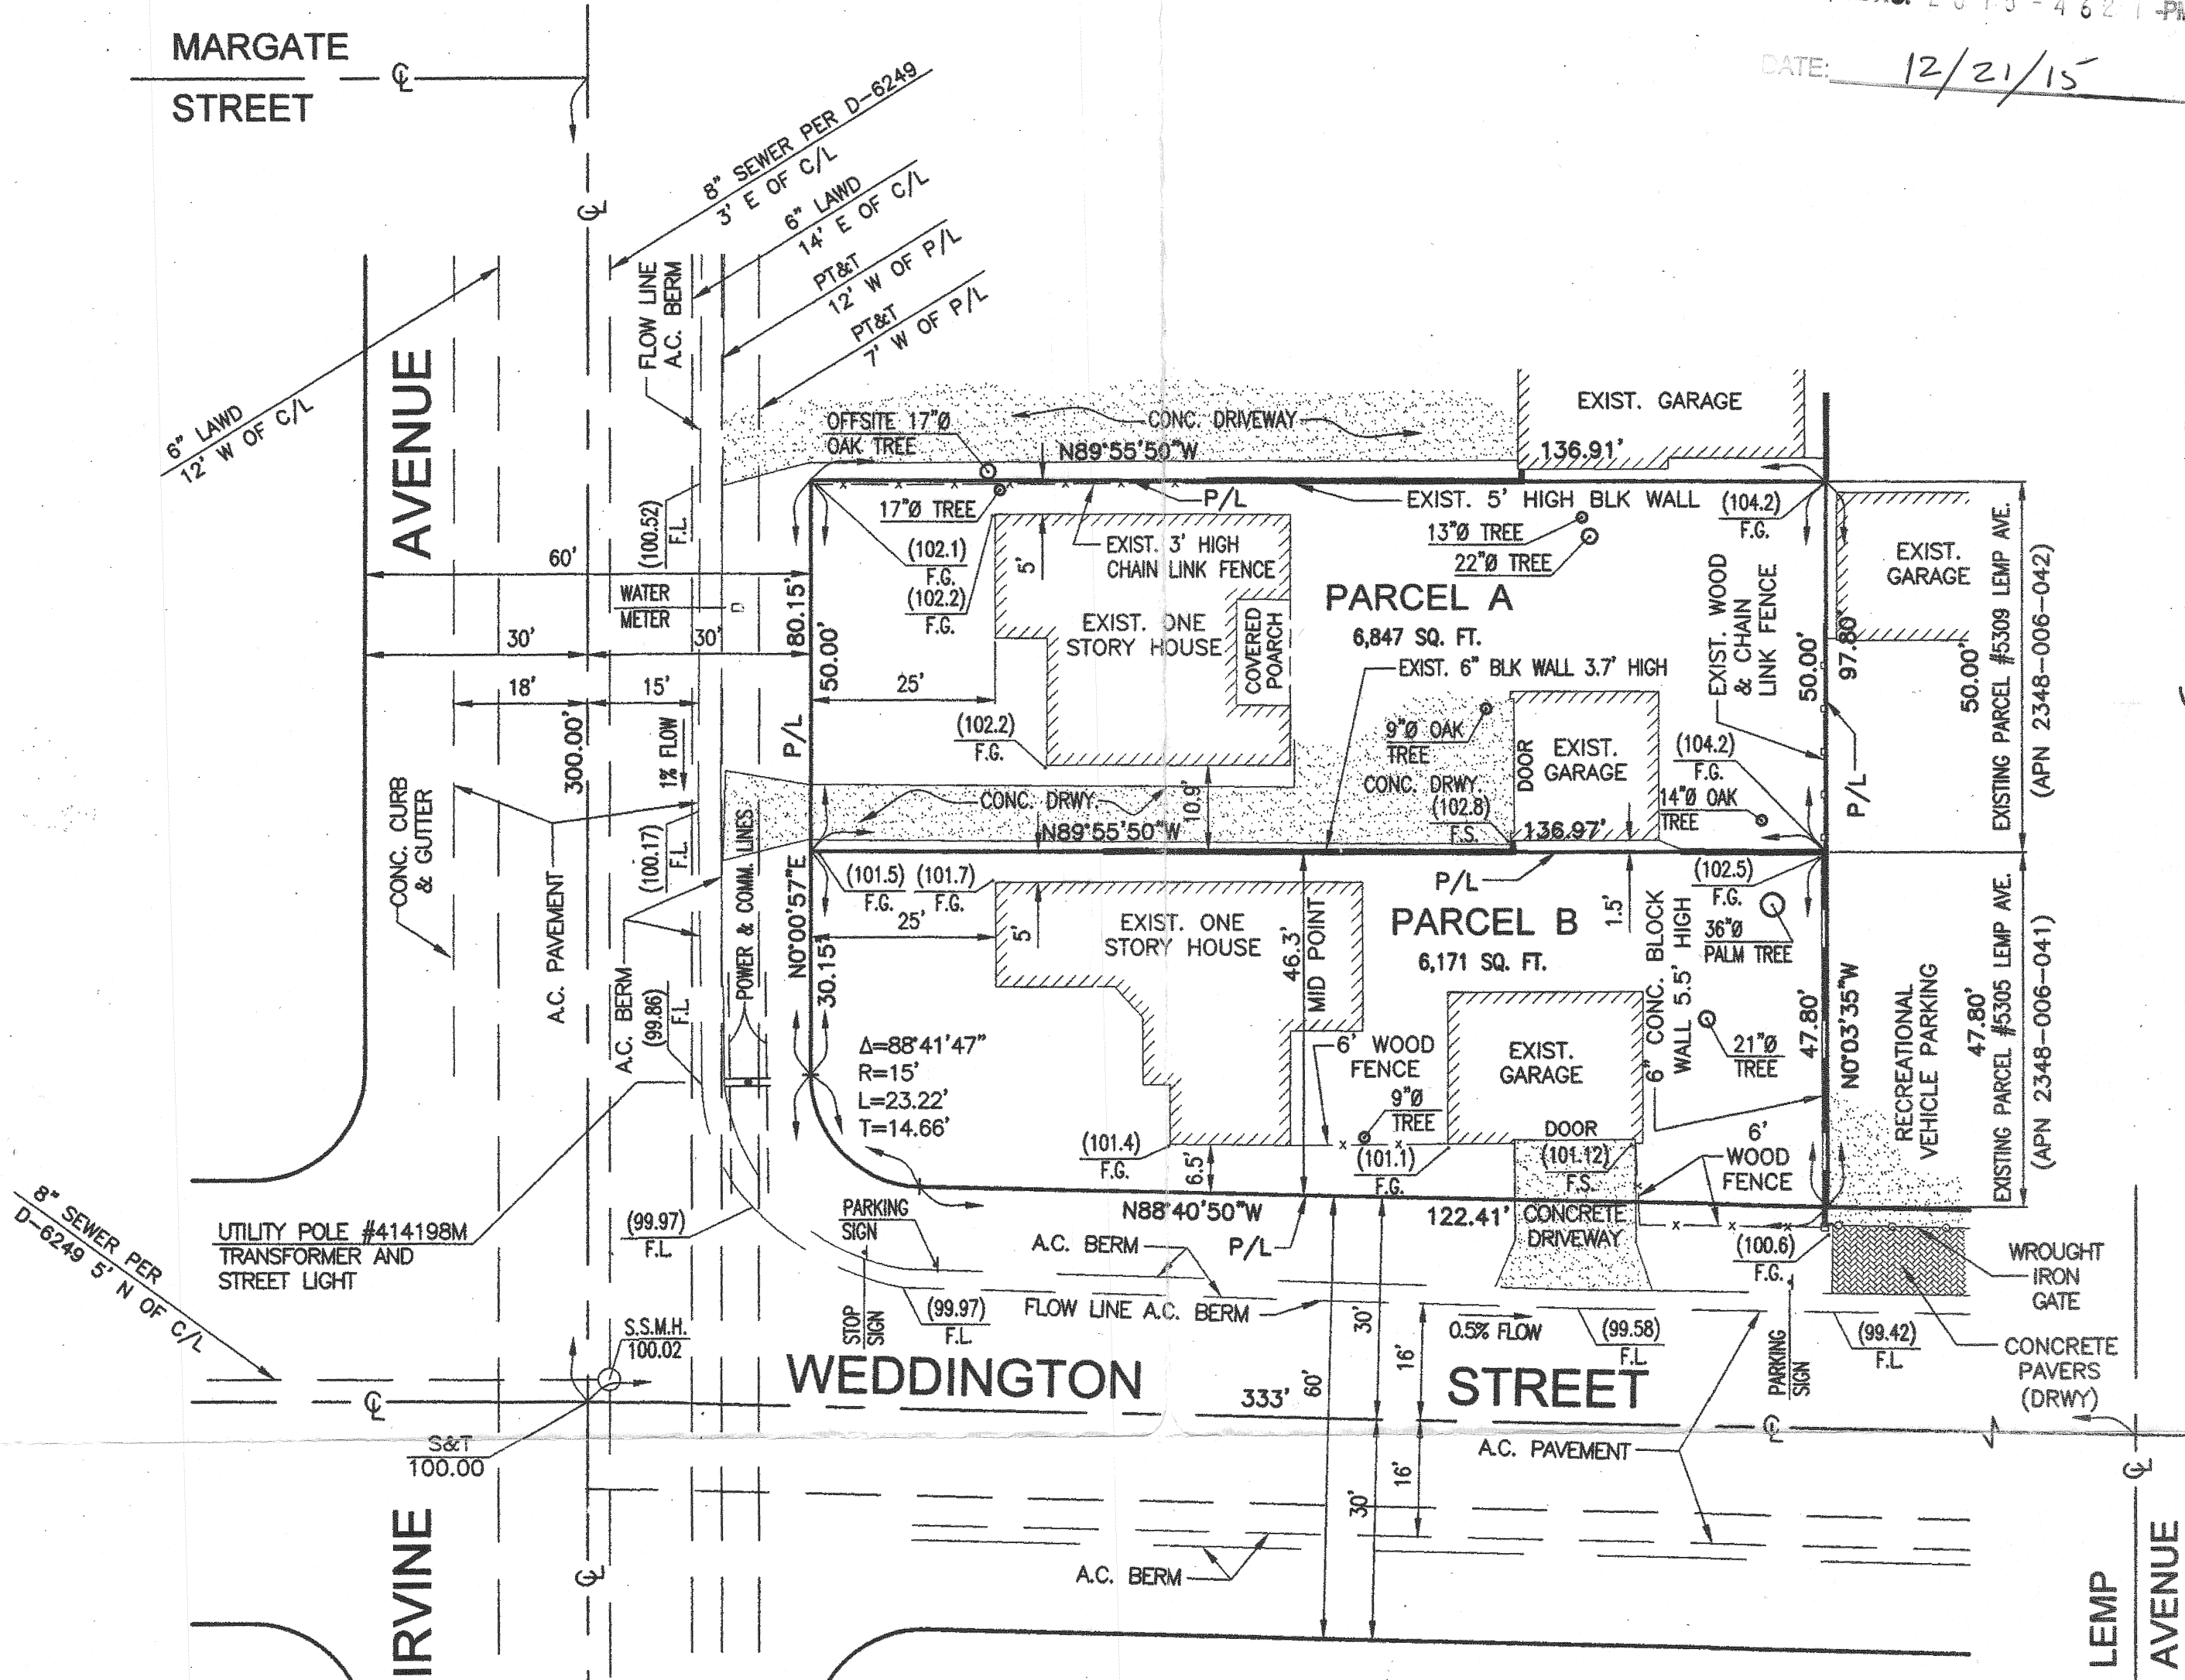 MARGATE
STREET
DATE: 12/21/15
8" SEWER PER D-6249
3' E OF C/L
6" LAWD
14' E OF C/L
PT&T
12' W OF P/L
PT&T
7' W OF P/L
FLOW LINE
A.C. BERM
6" LAWD
12' W OF C/L
AVENUE
OFFSITE 17"Ø
OAK TREE
CONC. DRIVEWAY
EXIST. GARAGE
N89°55'50"W
136.91'
17"Ø TREE
P/L
EXIST. 5' HIGH BLK WALL
(104.2)
F.G.
(100.52)
F.L.
(102.1)
F.G.
(102.2)
F.G.
5'
EXIST. 3' HIGH
CHAIN LINK FENCE
13"Ø TREE
22"Ø TREE
EXIST.
GARAGE
60'
WATER
METER
80.15'
50.00'
EXIST. ONE
STORY HOUSE
COVERED
POARCH
PARCEL A
6,847 SQ. FT.
EXIST. 6" BLK WALL 3.7' HIGH
EXIST. WOOD
& CHAIN
LINK FENCE
50.00'
97.80'
50.00'
EXISTING PARCEL #5309 LEMP AVE.
(APN 2348-006-042)
30'
30'
18'
15'
25'
300.00'
1% FLOW
P/L
(102.2)
F.G.
9"Ø OAK
TREE
DOOR
EXIST.
GARAGE
(104.2)
F.G.
P/L
CONC. CURB
& GUTTER
A.C. PAVEMENT
(100.17)
F.L.
POWER & COMM. LINES
CONC. DRWY.
10.9'
CONC. DRWY.
(102.8)
F.S.
14"Ø OAK
TREE
N89°55'50"W
136.97'
N0°00'57"E
30.15'
(101.5)
F.G.
(101.7)
F.G.
25'
5'
EXIST. ONE
STORY HOUSE
46.3'
MID POINT
P/L
PARCEL B
6,171 SQ. FT.
1.5'
(102.5)
F.G.
36"Ø
PALM TREE
6" CONC. BLOCK
WALL 5.5' HIGH
47.80'
N0°03'35"W
RECREATIONAL
VEHICLE PARKING
47.80'
EXISTING PARCEL #5305 LEMP AVE.
(APN 2348-006-041)
A.C. BERM
(99.86)
F.L.
Δ=88°41'47"
R=15'
L=23.22'
T=14.66'
6' WOOD
FENCE
9"Ø
TREE
EXIST.
GARAGE
21"Ø
TREE
(101.4)
F.G.
6.5'
(101.1)
F.G.
DOOR
(101.12)
F.S.
6'
WOOD
FENCE
8" SEWER PER
D-6249 5' N OF C/L
UTILITY POLE #414198M
TRANSFORMER AND
STREET LIGHT
(99.97)
F.L.
PARKING
SIGN
N88°40'50"W
122.41'
CONCRETE
DRIVEWAY
A.C. BERM
P/L
(100.6)
F.G.
WROUGHT
IRON
GATE
STOP
SIGN
(99.97)
F.L.
FLOW LINE A.C. BERM
30'
16'
0.5% FLOW
(99.58)
F.L.
PARKING
SIGN
(99.42)
F.L.
CONCRETE
PAVERS
(DRWY)
S.S.M.H.
100.02
WEDDINGTON STREET
333'
60'
S&T
100.00
16'
30'
A.C. PAVEMENT
A.C. BERM
IRVINE
LEMP
AVENUE